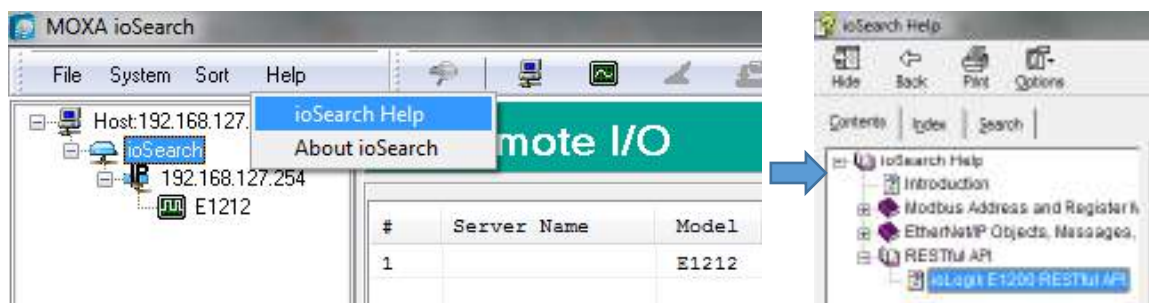 MOXA ioSearch
File System Sort Help
ioSearch Help
About ioSearch
Host:192.168.127.
ioSearch
192.168.127.254
E1212
mote I/O
# Server Name Model
1 E1212
ioSearch Help
Hide Back Print Options
Contents Index Search
ioSearch Help
Introduction
Modbus Address and Register
EtherNet/IP Objects, Messages,
RESTful API
ioLogik E1200 RESTful API